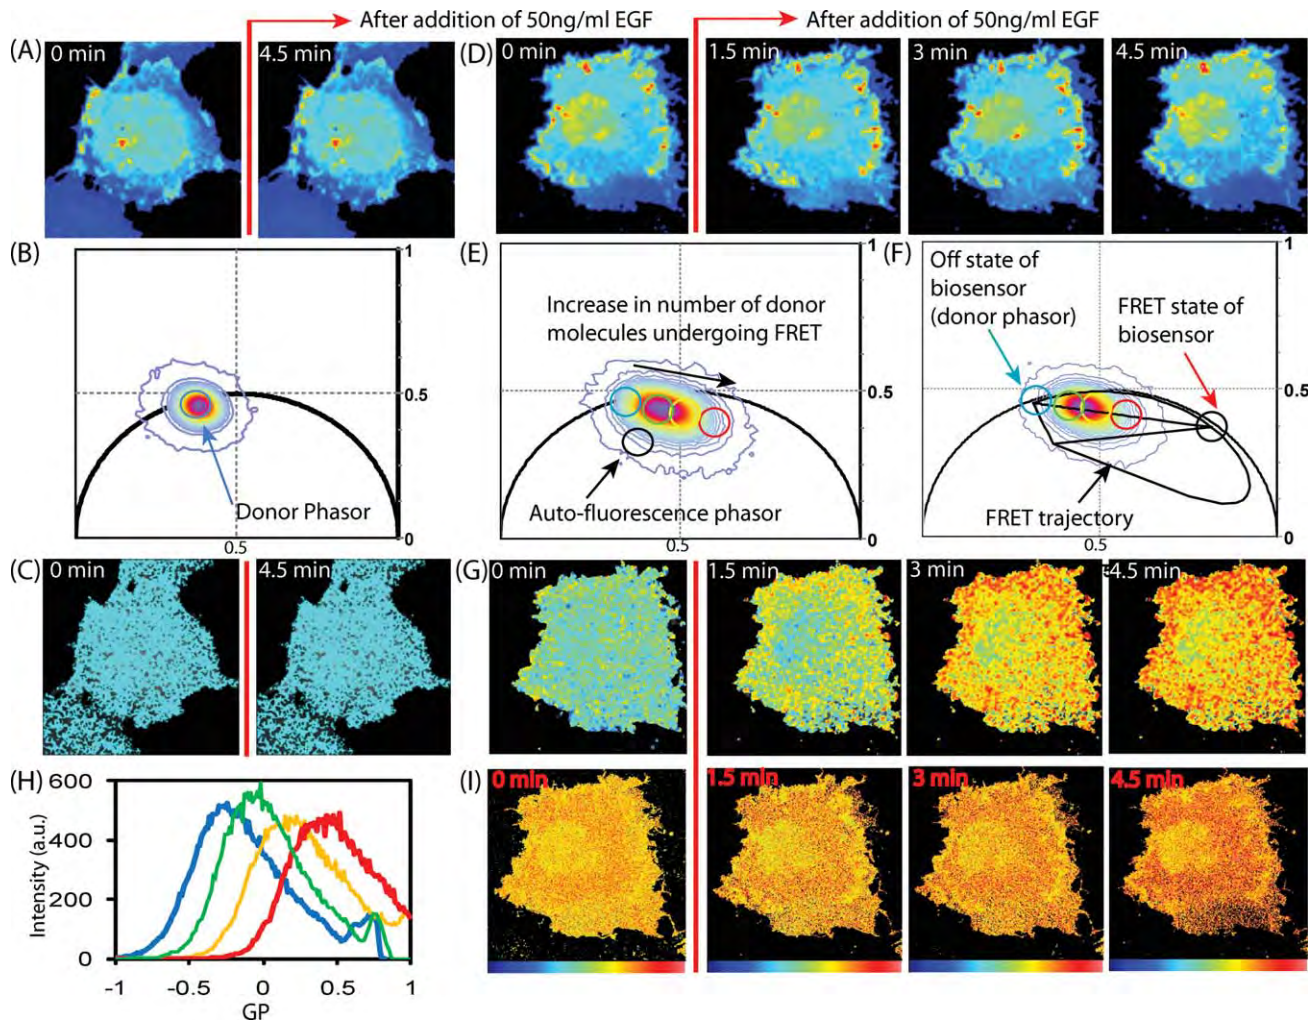 After addition of 50ng/ml EGF
After addition of 50ng/ml EGF
(A)
0 min
4.5 min
(D)
0 min
1.5 min
3 min
4.5 min
(B)
1
0.5
0
0.5
Donor Phasor
(E)
1
Increase in number of donor
molecules undergoing FRET
0.5
Auto-fluorescence phasor
0
0.5
(F)
1
Off state of
biosensor
(donor phasor)
FRET state of
biosensor
0.5
FRET trajectory
0
0.5
(C)
0 min
4.5 min
(G)
0 min
1.5 min
3 min
4.5 min
(H)
600
400
200
0
Intensity (a.u.)
-1
-0.5
0
0.5
1
GP
(I)
0 min
1.5 min
3 min
4.5 min